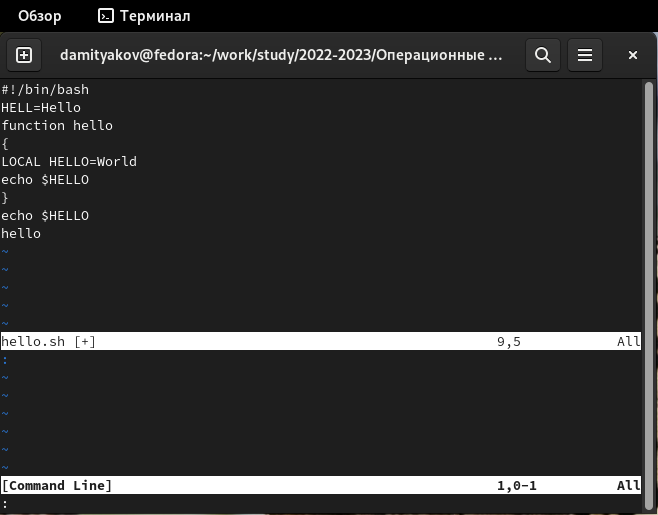 Обзор Терминал
damityakov@fedora:~/work/study/2022-2023/Операционные ...
#!/bin/bash
HELL=Hello
function hello
{
LOCAL HELLO=World
echo $HELLO
}
echo $HELLO
hello
~
~
~
~
~
hello.sh [+] 9,5 All
:
~
~
~
~
~
~
[Command Line] 1,0-1 All
: